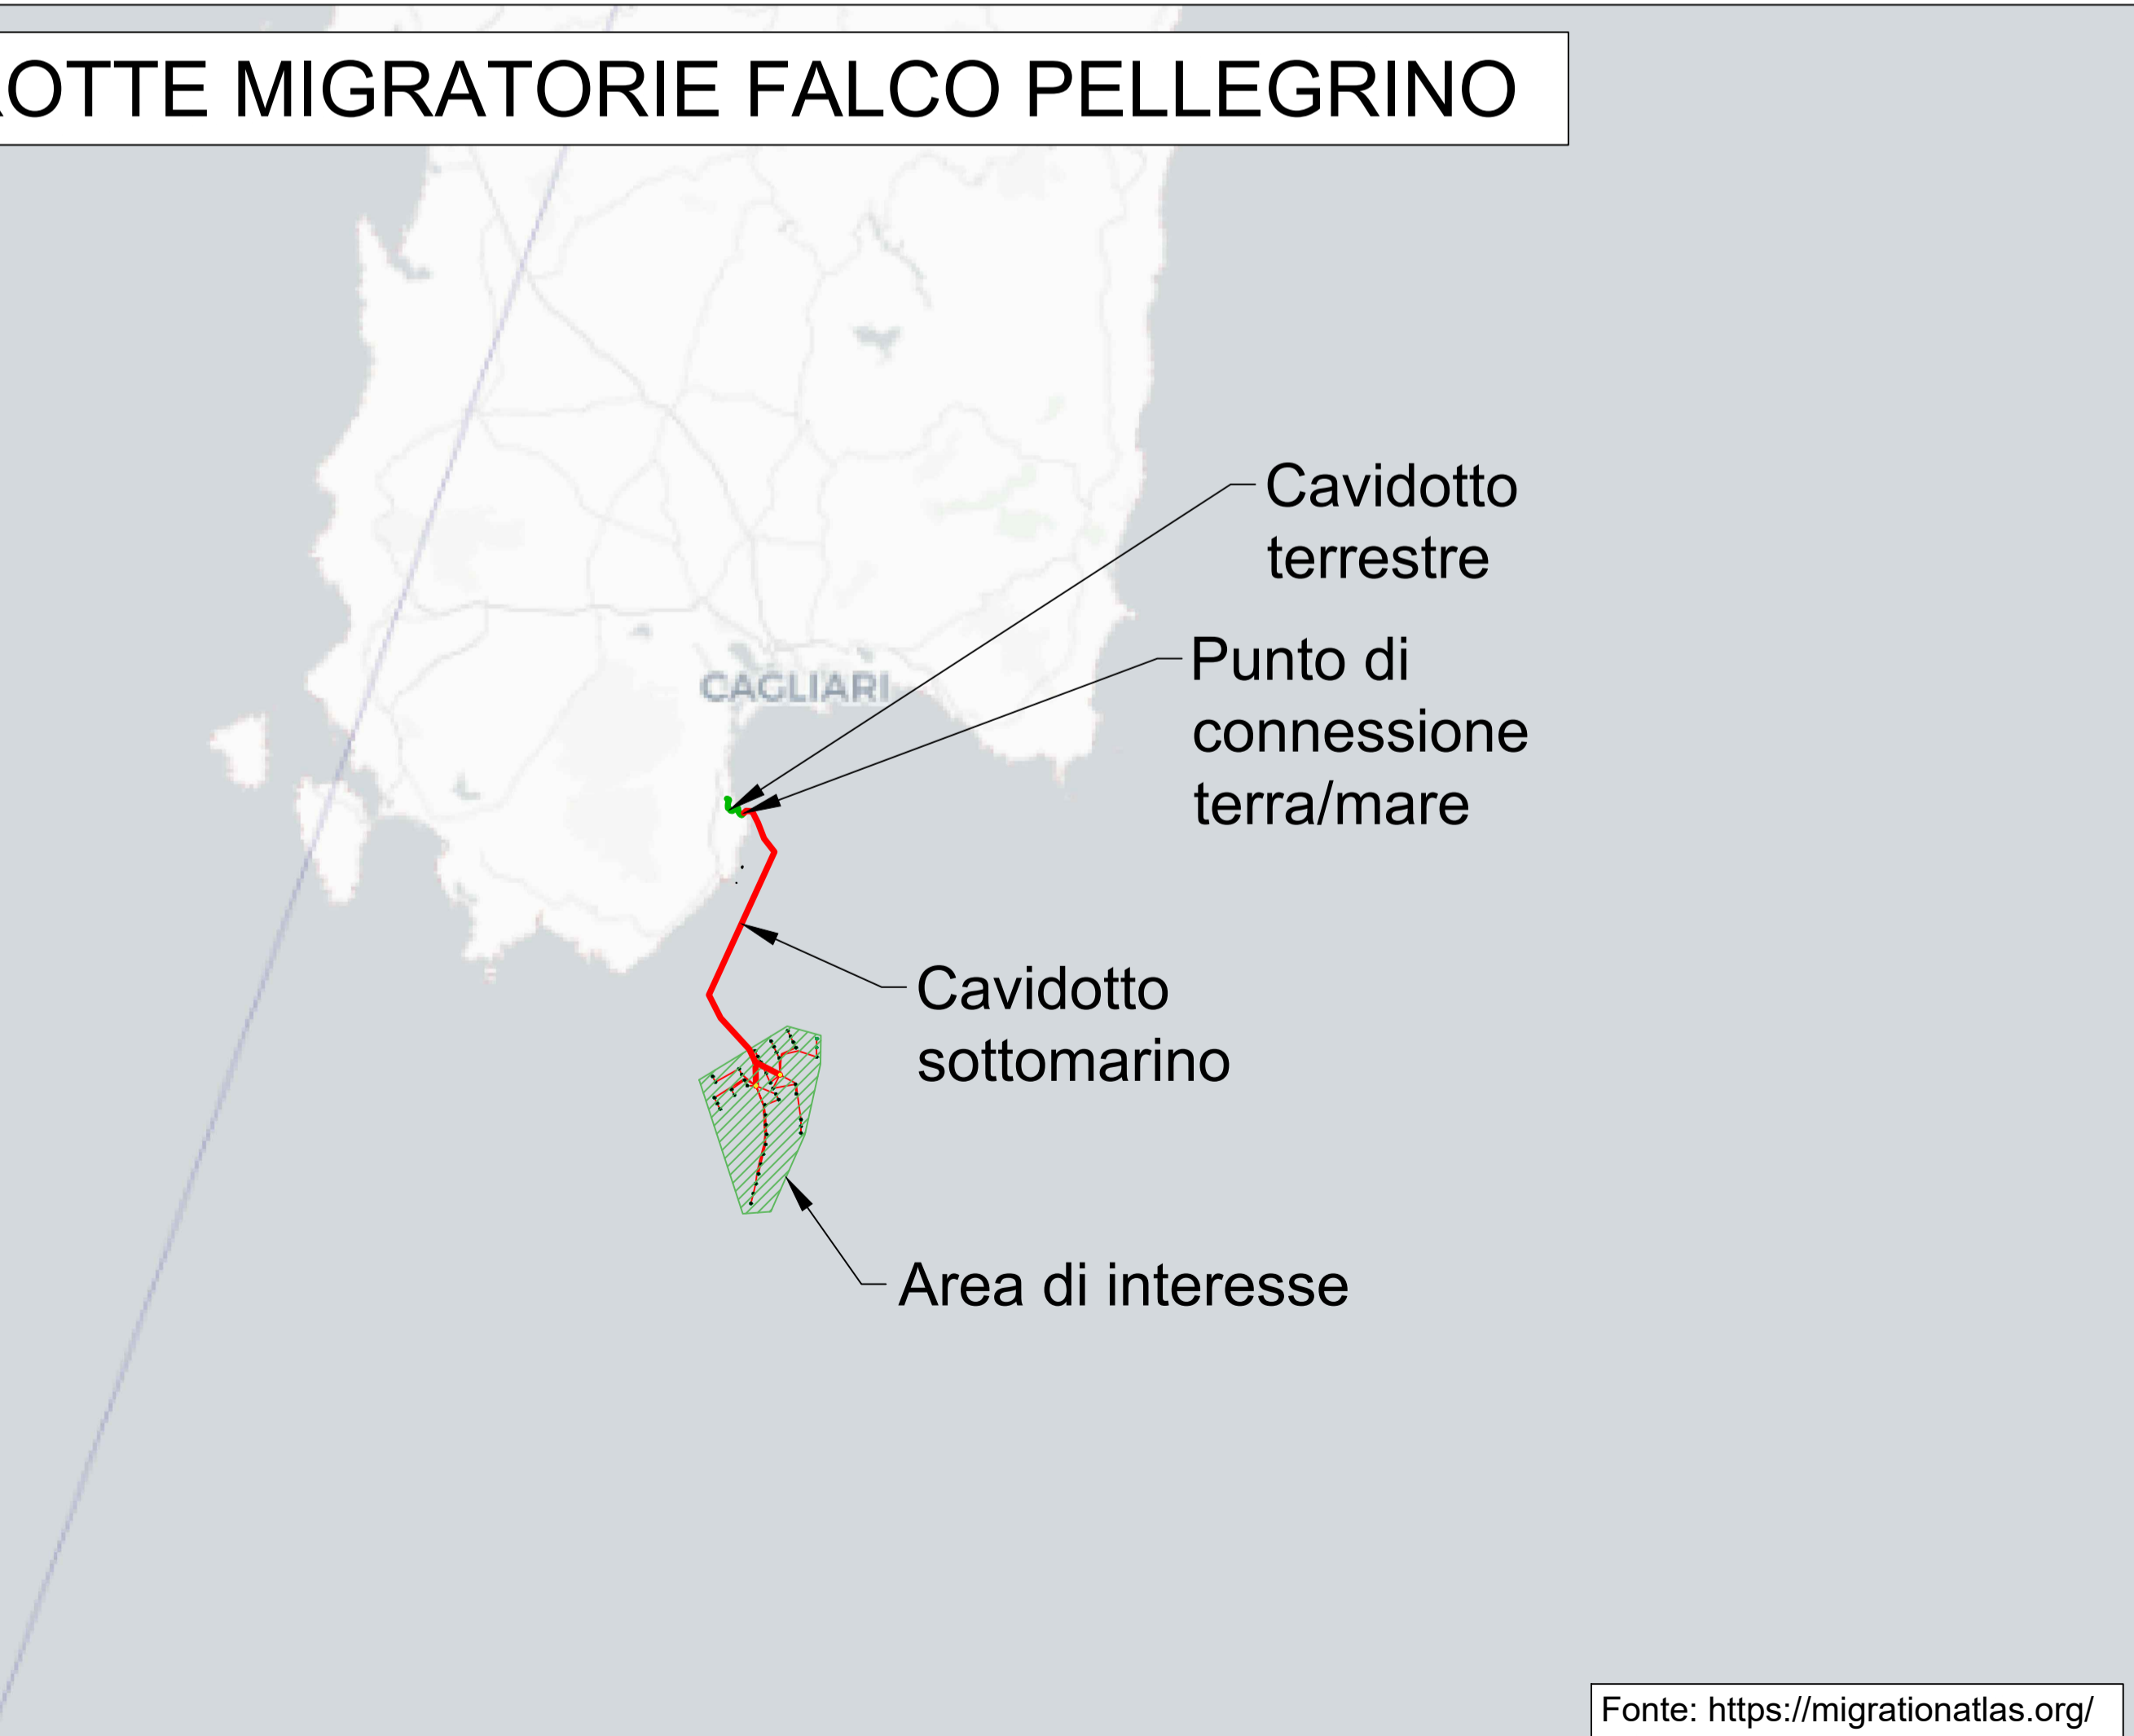 ROTTE MIGRATORIE FALCO PELLEGRINO
Cavidotto
terrestre
Punto di
connessione
terra/mare
CAGLIARI
Cavidotto
sottomarino
Area di interesse
Fonte: https://migrationatlas.org/